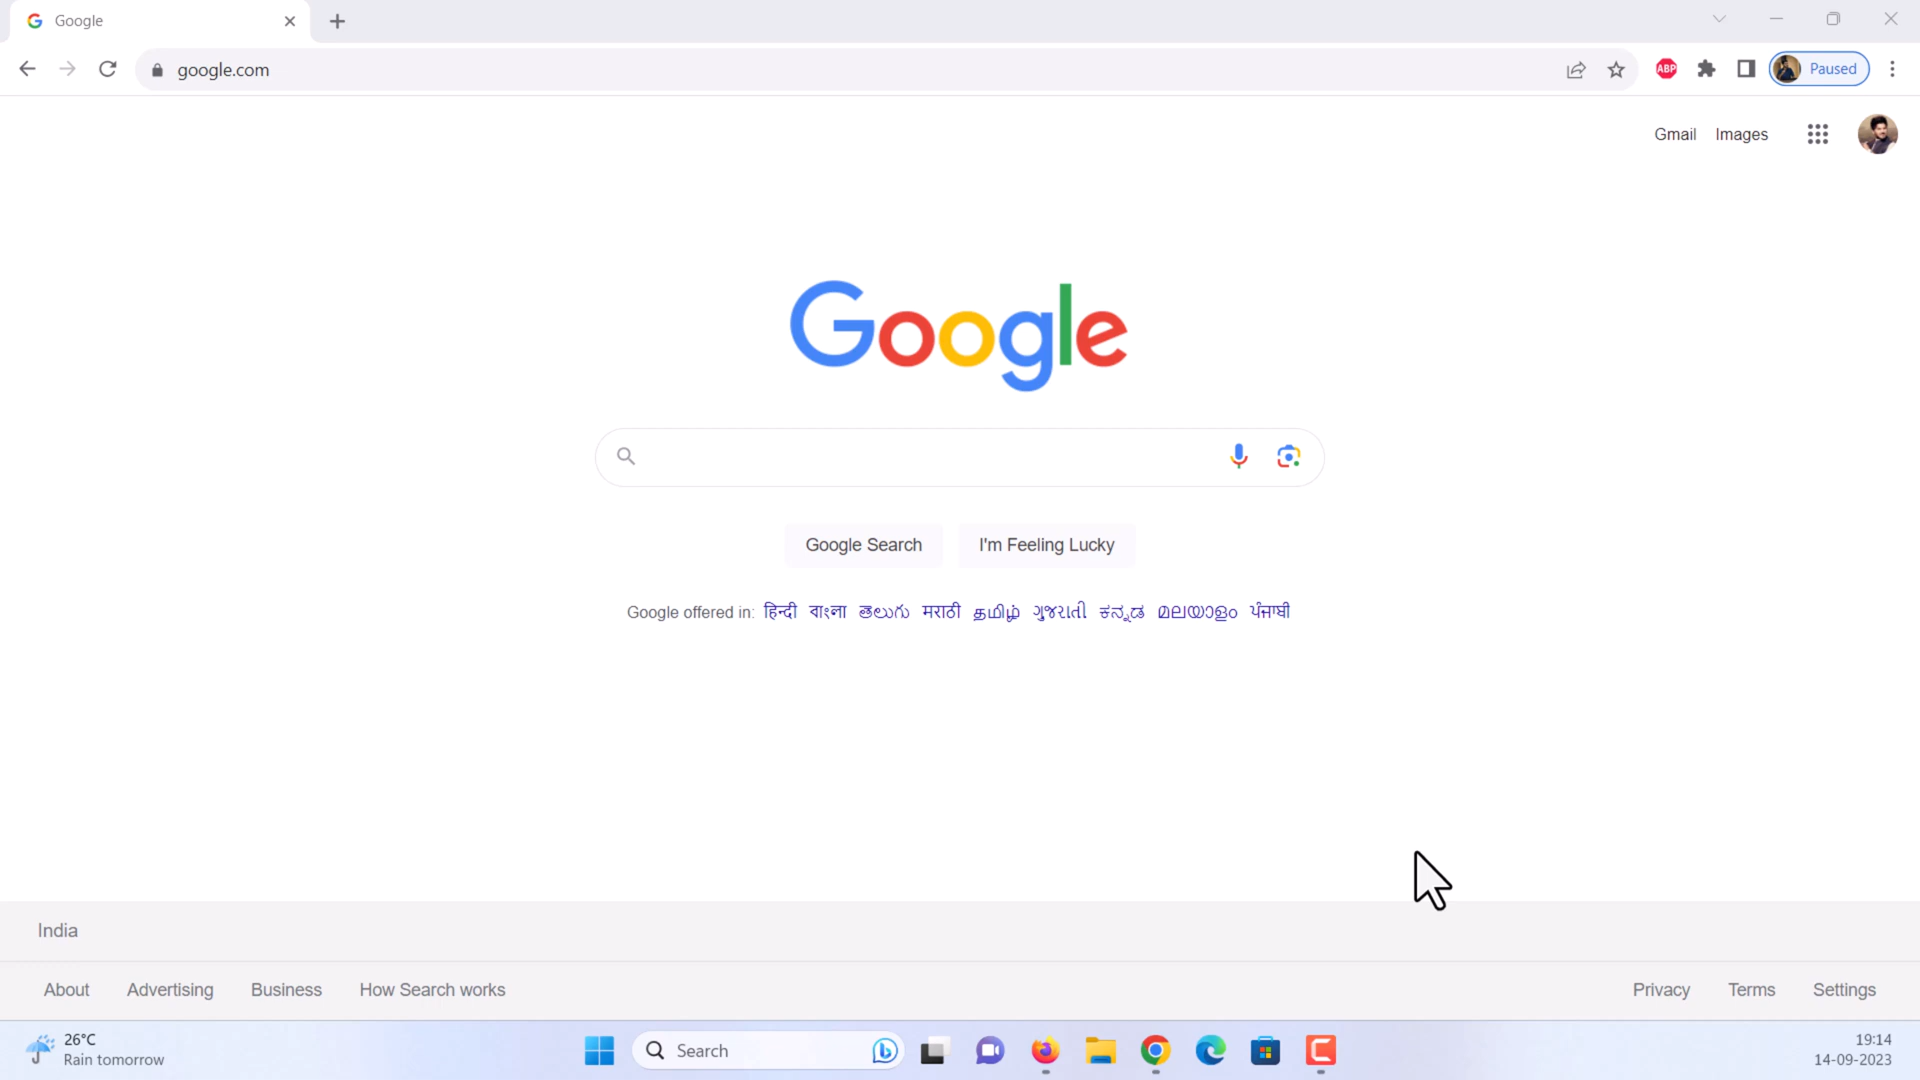 Google
google.com
ABP
Paused
Gmail Images
Google
Google Search I'm Feeling Lucky
Google offered in: हिन्दी বাংলা తెలుగు मराठी தமிழ் ગુજરાતી ಕನ್ನಡ മലയാളം ਪੰਜਾਬੀ
India
About Advertising Business How Search works Privacy Terms Settings
26°C
Rain tomorrow
Search
19:14
14-09-2023